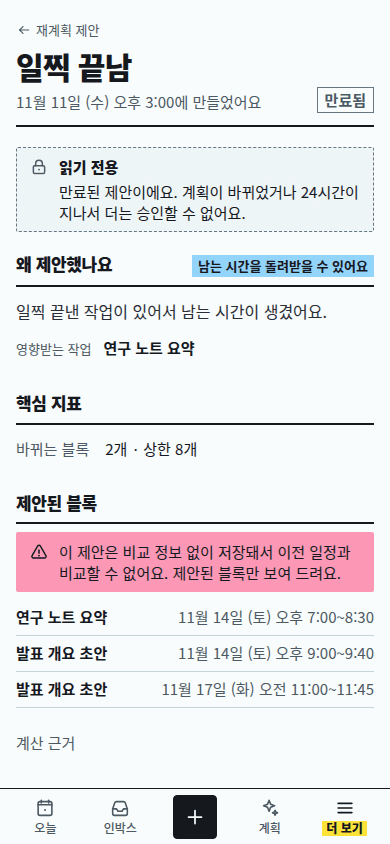 ← 재계획 제안
일찍 끝남
11월 11일 (수) 오후 3:00에 만들었어요
만료됨
읽기 전용
만료된 제안이에요. 계획이 바뀌었거나 24시간이
지나서 더는 승인할 수 없어요.
왜 제안했나요
남는 시간을 돌려받을 수 있어요
일찍 끝낸 작업이 있어서 남는 시간이 생겼어요.
영향받는 작업 연구 노트 요약
핵심 지표
바뀌는 블록 2개 · 상한 8개
제안된 블록
이 제안은 비교 정보 없이 저장돼서 이전 일정과
비교할 수 없어요. 제안된 블록만 보여 드려요.
연구 노트 요약 11월 14일 (토) 오후 7:00~8:30
발표 개요 초안 11월 14일 (토) 오후 9:00~9:40
발표 개요 초안 11월 17일 (화) 오전 11:00~11:45
계산 근거
오늘 인박스 계획 더 보기